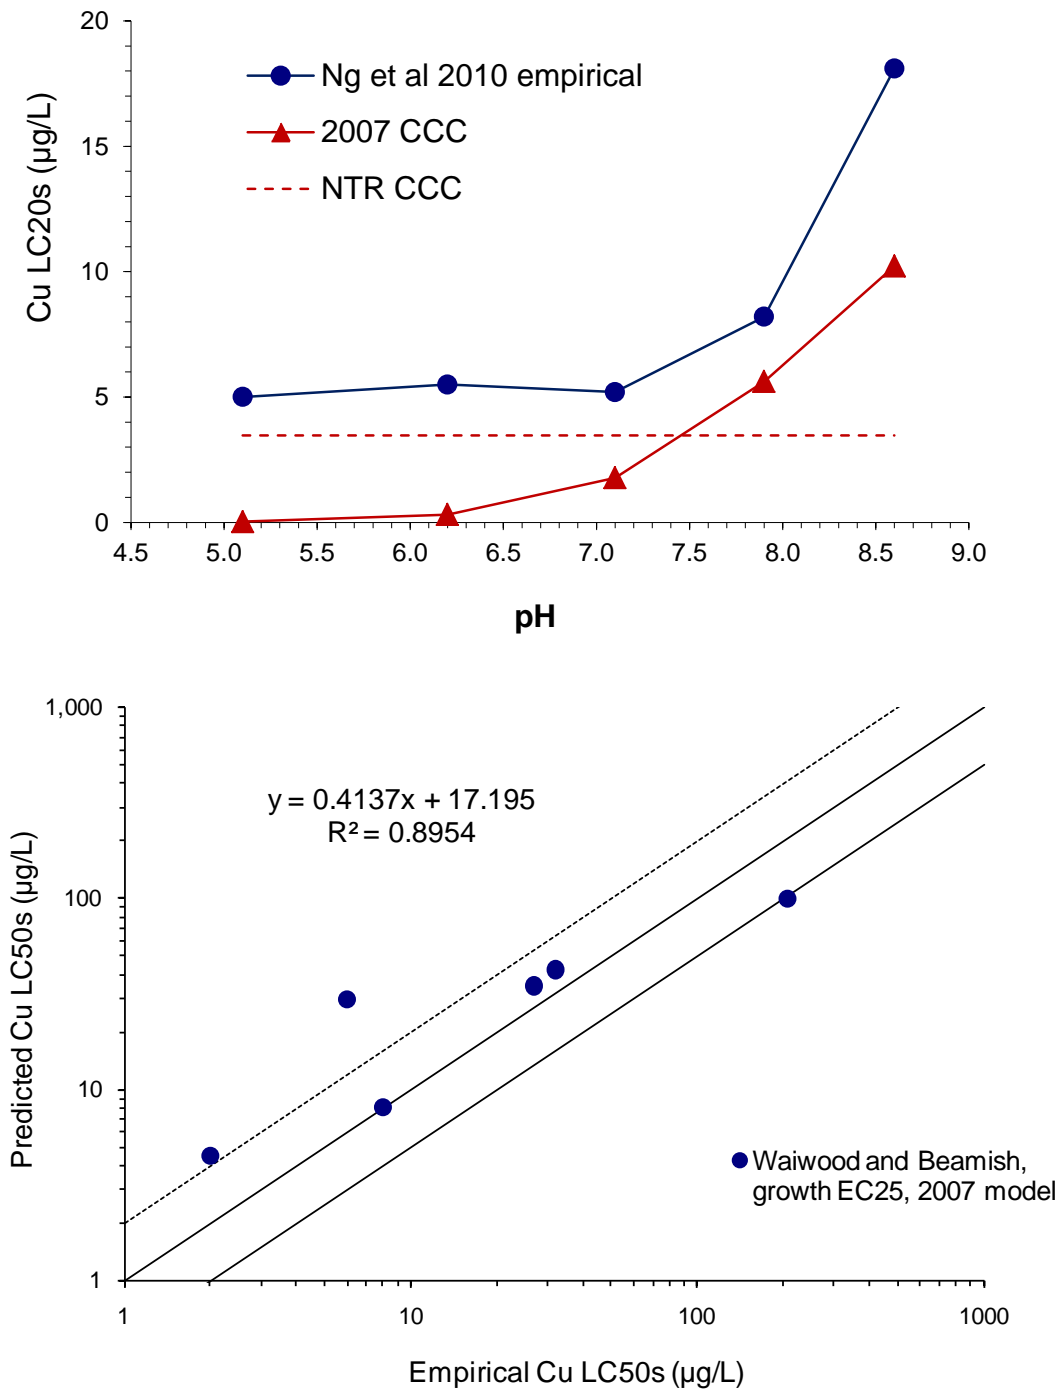 20
15
10
5
0
Cu LC20s (µg/L)
Ng et al 2010 empirical
2007 CCC
NTR CCC
4.5 5.0 5.5 6.0 6.5 7.0 7.5 8.0 8.5 9.0
pH
1,000
100
10
1
Predicted Cu LC50s (µg/L)
y = 0.4137x + 17.195
R² = 0.8954
Waiwood and Beamish,
growth EC25, 2007 model
1 10 100 1000
Empirical Cu LC50s (µg/L)